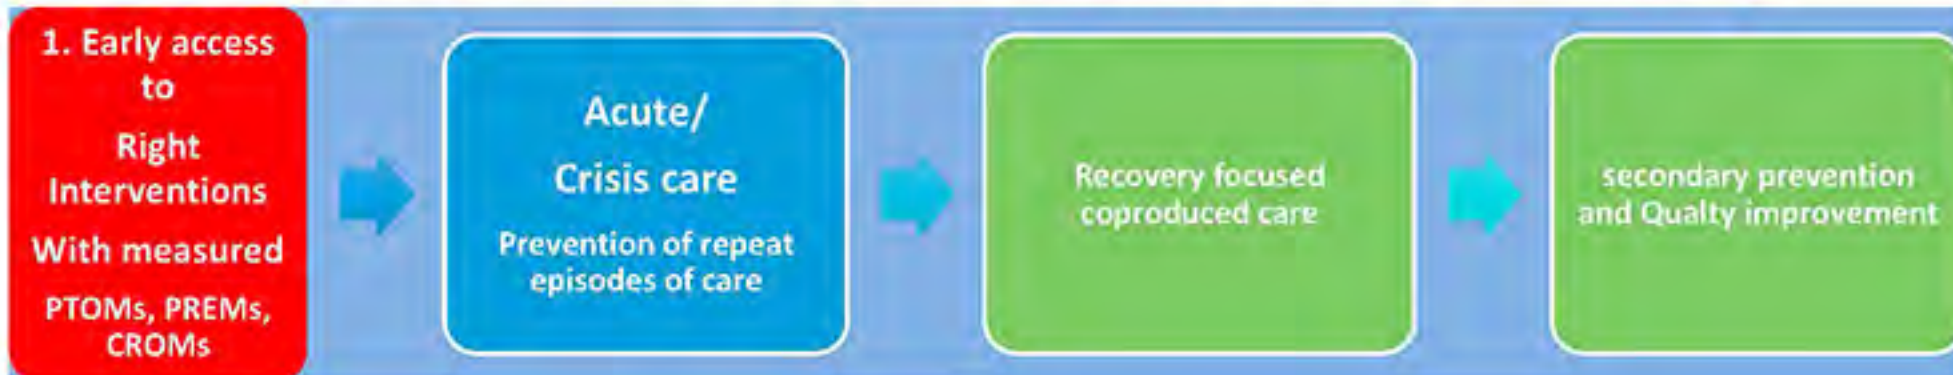 1. Early access
to
Right
Interventions
With measured
PTOMs, PREMs,
CROMs
Acute/
Crisis care
Prevention of repeat
episodes of care
Recovery focused
coproduced care
secondary prevention
and Qualty improvement